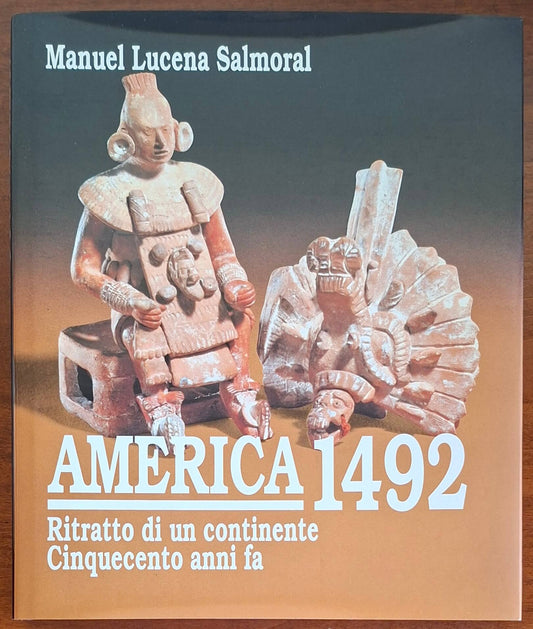 Manuel Lucena Salmoral
AMERICA 1492
Ritratto di un continente
Cinquecento anni fa